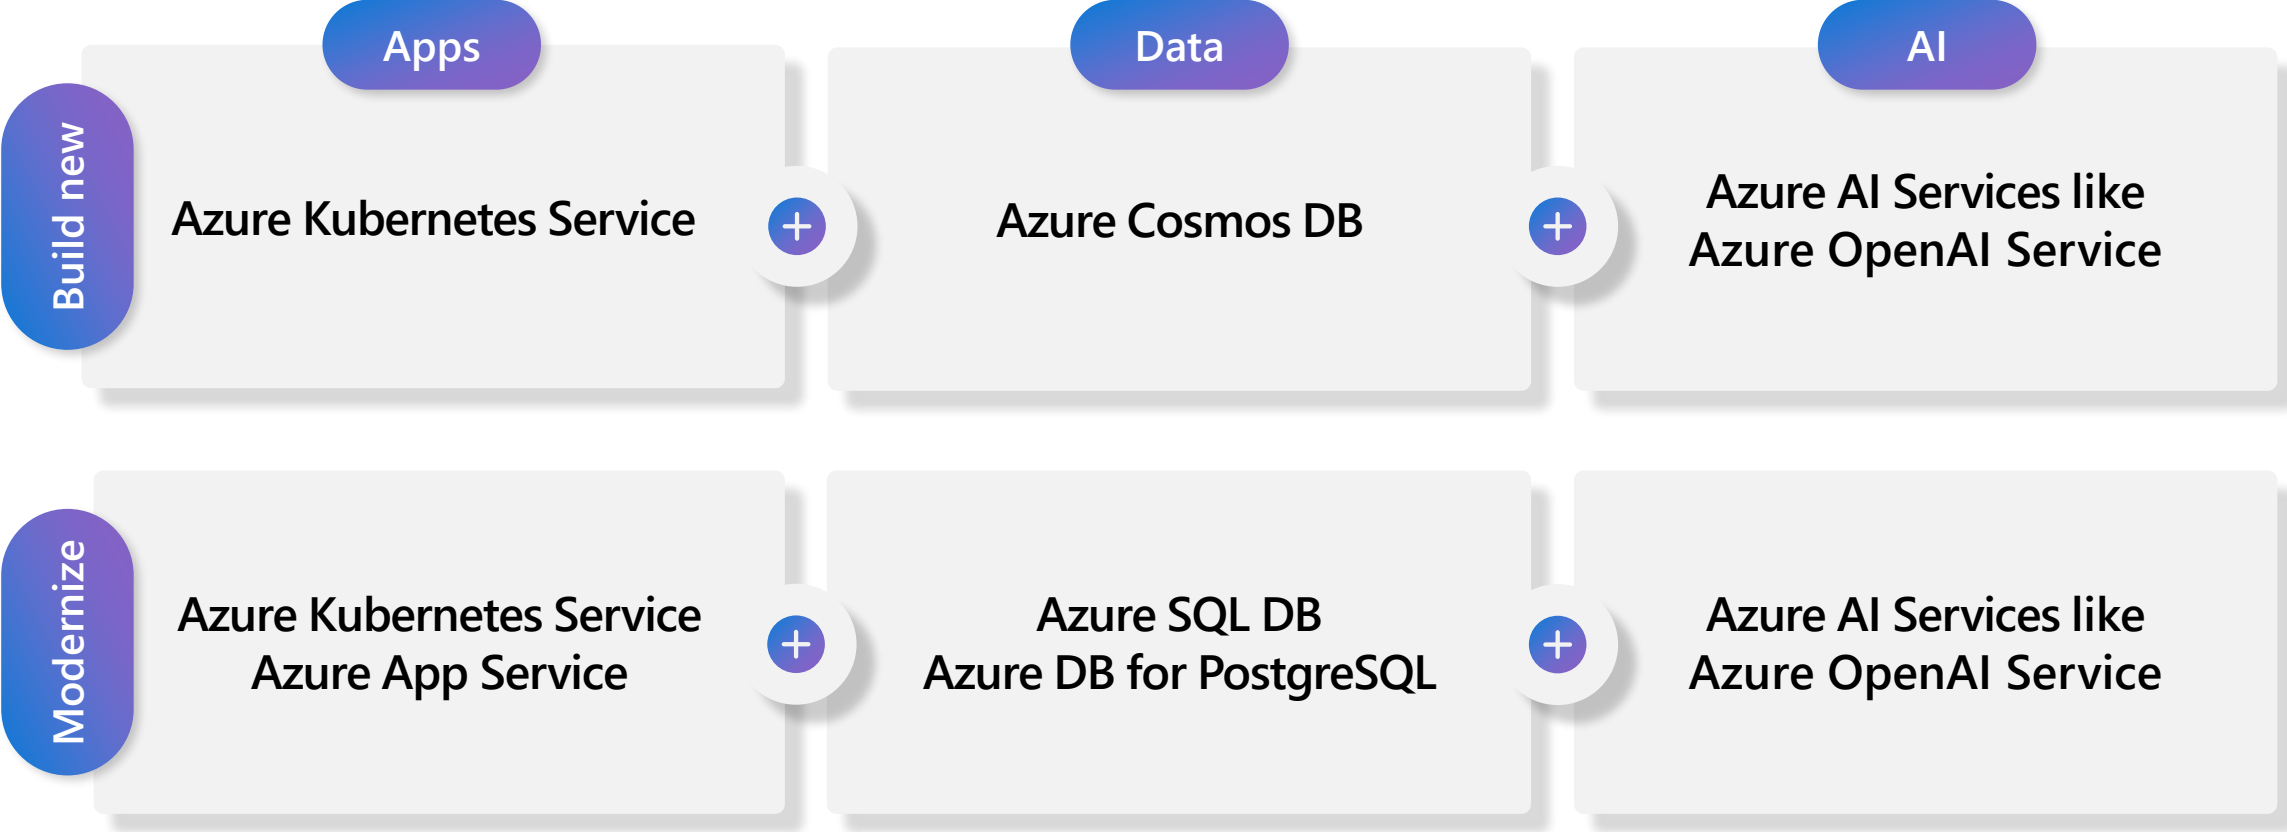 Apps
Data
AI
Build new
Azure Kubernetes Service
Azure Cosmos DB
Azure AI Services like
Azure OpenAI Service
Modernize
Azure Kubernetes Service
Azure App Service
Azure SQL DB
Azure DB for PostgreSQL
Azure AI Services like
Azure OpenAI Service